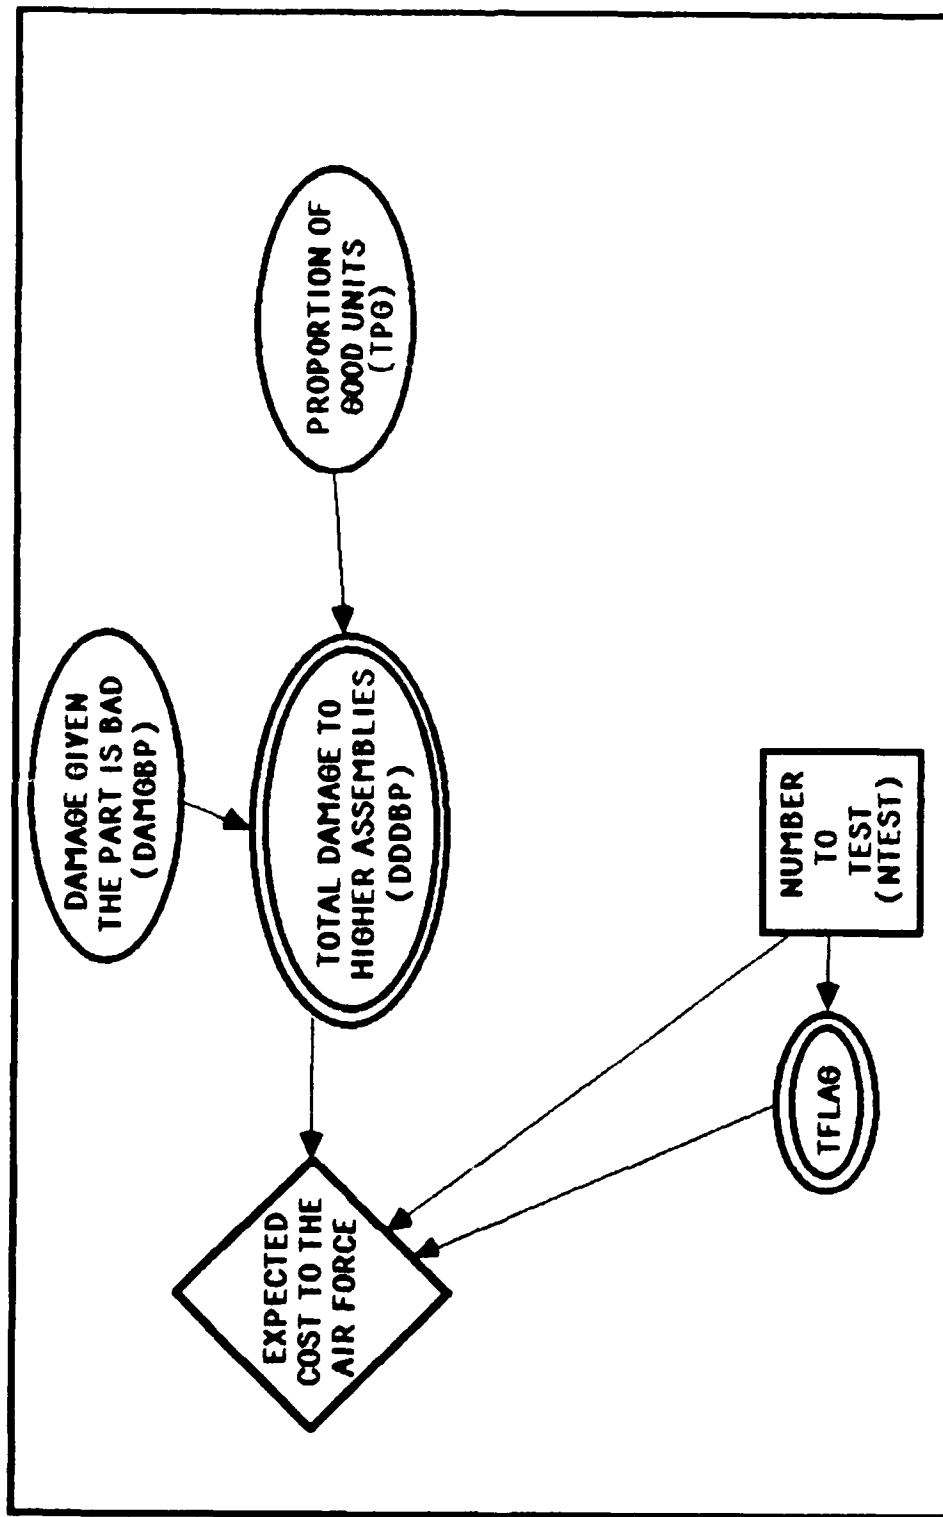 DAMAGE GIVEN
THE PART IS BAD
(DAMGBP)
PROPORTION OF
GOOD UNITS
(TPG)
TOTAL DAMAGE TO
HIGHER ASSEMBLIES
(DDDBP)
EXPECTED
COST TO THE
AIR FORCE
NUMBER
TO
TEST
(NTEST)
TFLAG